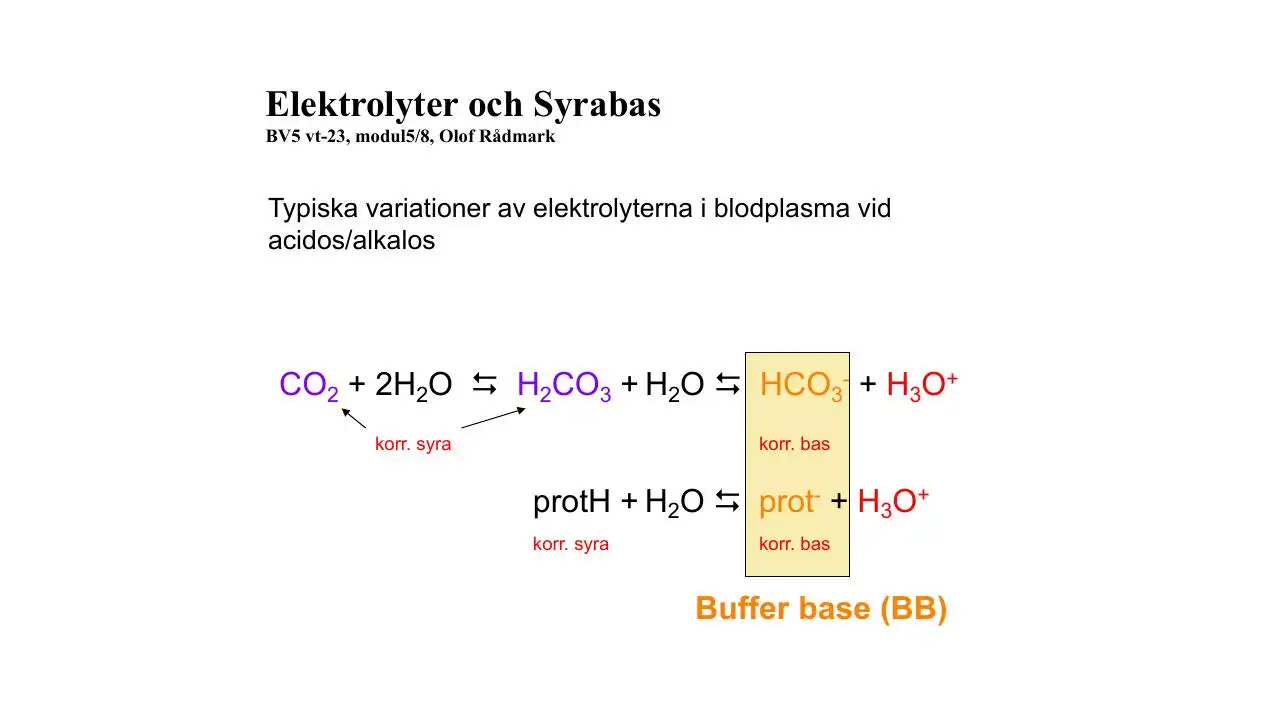 Elektrolyter och Syrabas
BV5 vt-23, modul5/8, Olof Rådmark
Typiska variationer av elektrolyterna i blodplasma vid
acidos/alkalos
CO₂ + 2H₂O ⇆ H₂CO₃ + H₂O ⇆ HCO₃⁻ + H₃O⁺
korr. syra korr. bas
protH + H₂O ⇆ prot⁻ + H₃O⁺
korr. syra korr. bas
Buffer base (BB)